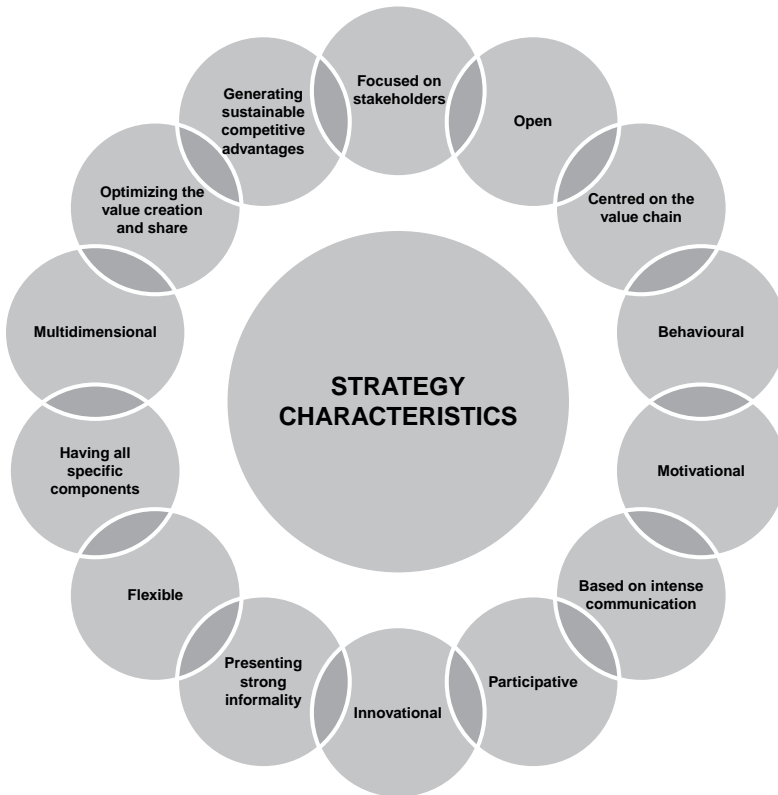 Focused on
stakeholders
Open
Centred on the
value chain
Behavioural
Motivational
Based on intense
communication
Participative
Innovational
Presenting
strong
informality
Flexible
Having all
specific
components
Multidimensional
Optimizing the
value creation
and share
Generating
sustainable
competitive
advantages
STRATEGY
CHARACTERISTICS